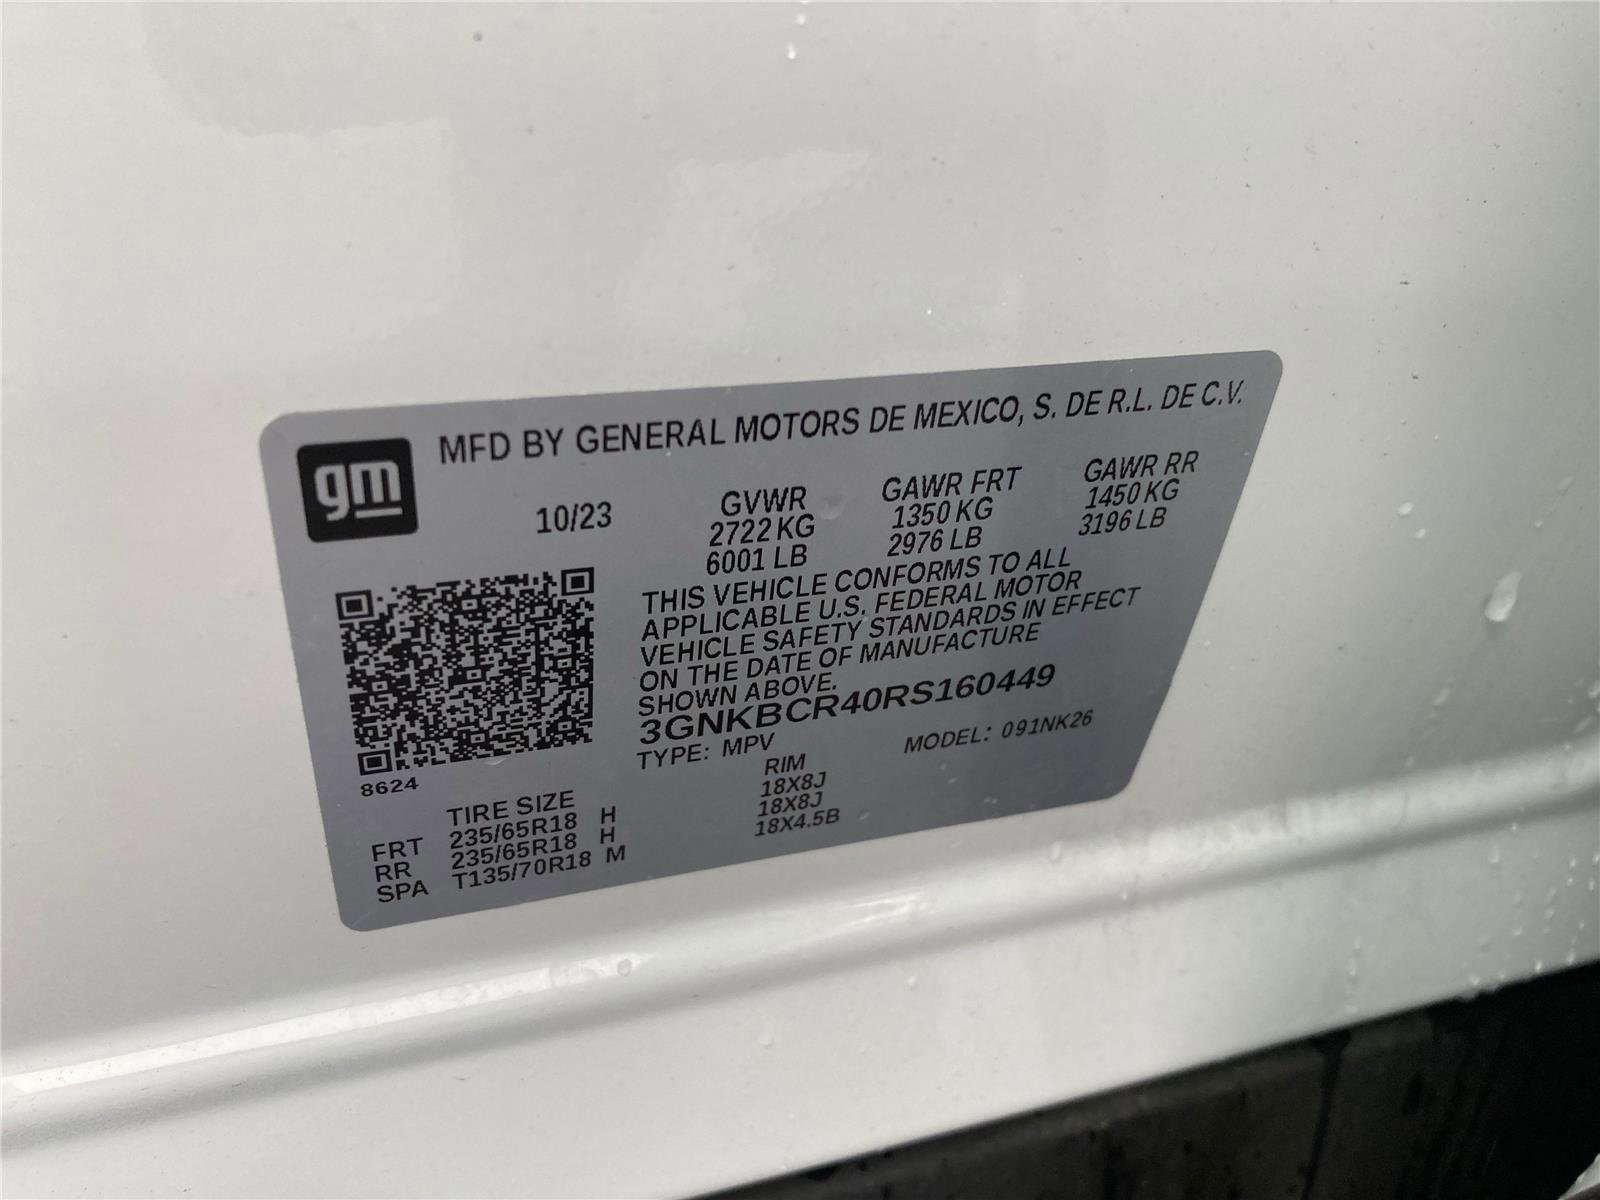 gm
MFD BY GENERAL MOTORS DE MEXICO, S. DE R.L. DE C.V.
10/23
GVWR GAWR FRT GAWR RR
2722 KG 1350 KG 1450 KG
6001 LB 2976 LB 3196 LB
THIS VEHICLE CONFORMS TO ALL
APPLICABLE U.S. FEDERAL MOTOR
VEHICLE SAFETY STANDARDS IN EFFECT
ON THE DATE OF MANUFACTURE
SHOWN ABOVE.
3GNKBCR40RS160449
TYPE: MPV MODEL: 091NK26
8624
TIRE SIZE RIM
FRT 235/65R18 H 18X8J
RR 235/65R18 H 18X8J
SPA T135/70R18 M 18X4.5B